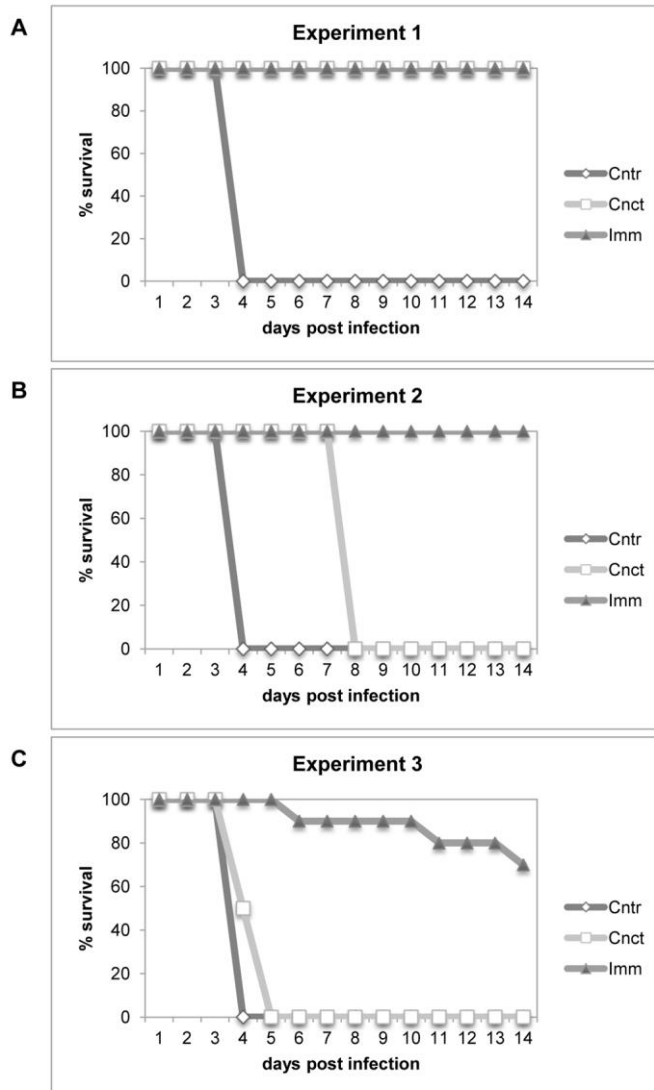 A
Experiment 1
100
80
60
40
20
0
% survival
1 2 3 4 5 6 7 8 9 10 11 12 13 14
days post infection
Cntr
Cnct
Imm
B
Experiment 2
100
80
60
40
20
0
% survival
1 2 3 4 5 6 7 8 9 10 11 12 13 14
days post infection
Cntr
Cnct
Imm
C
Experiment 3
100
80
60
40
20
0
% survival
1 2 3 4 5 6 7 8 9 10 11 12 13 14
days post infection
Cntr
Cnct
Imm